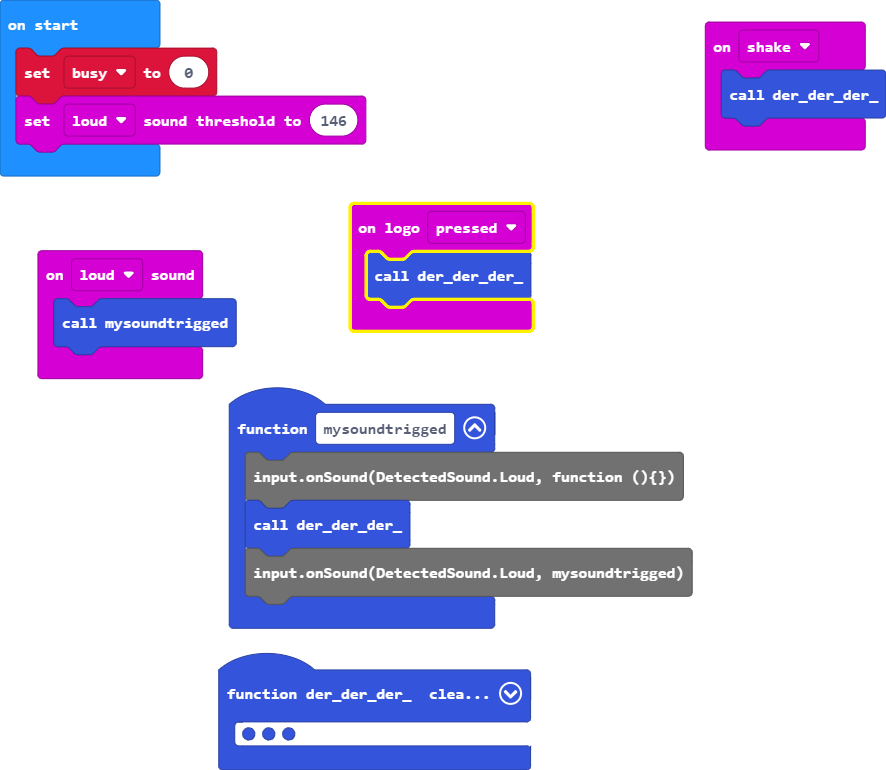 on start
set busy to 0
set loud sound threshold to 146
on shake
call der_der_der_
on logo pressed
call der_der_der_
on loud sound
call mysoundtrigged
function mysoundtrigged
input.onSound(DetectedSound.Loud, function (){})
call der_der_der_
input.onSound(DetectedSound.Loud, mysoundtrigged)
function der_der_der_ clea...